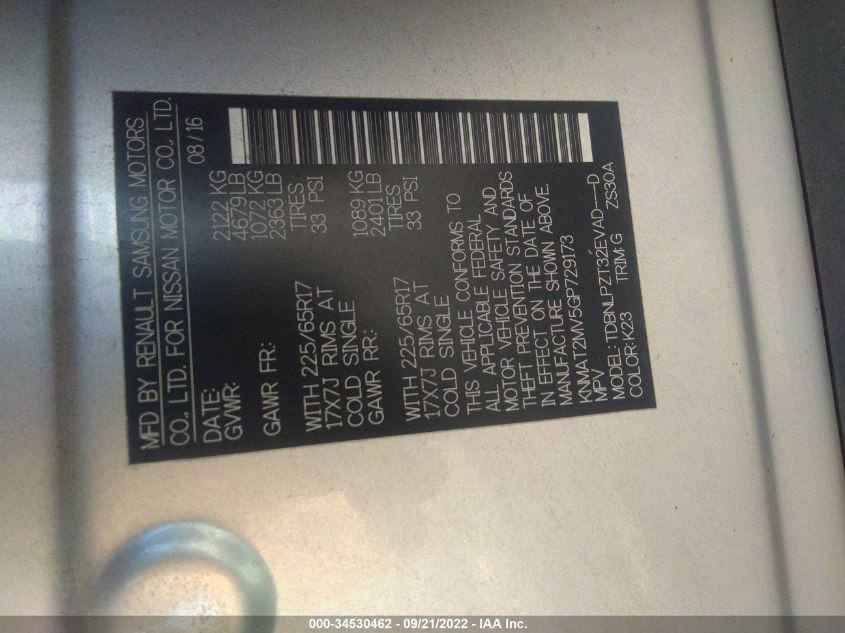 MFD BY RENAULT SAMSUNG MOTORS
CO., LTD. FOR NISSAN MOTOR CO., LTD.
DATE: 08/16
GVWR: 2122 KG
4679 LB
GAWR FR: 1072 KG
2363 LB
WITH 225/65R17 TIRES
17X7J RIMS AT 33 PSI
COLD SINGLE
GAWR RR: 1089 KG
2401 LB
WITH 225/65R17 TIRES
17X7J RIMS AT 33 PSI
COLD SINGLE
THIS VEHICLE CONFORMS TO
ALL APPLICABLE FEDERAL
MOTOR VEHICLE SAFETY AND
THEFT PREVENTION STANDARDS
IN EFFECT ON THE DATE OF
MANUFACTURE SHOWN ABOVE.
KNMAT2MV5GP729173
MPV
MODEL: TDBNLPZT32EVAD----D
COLOR: K23 TRIM: G ZS30A
000-34530462 - 09/21/2022 - IAA Inc.